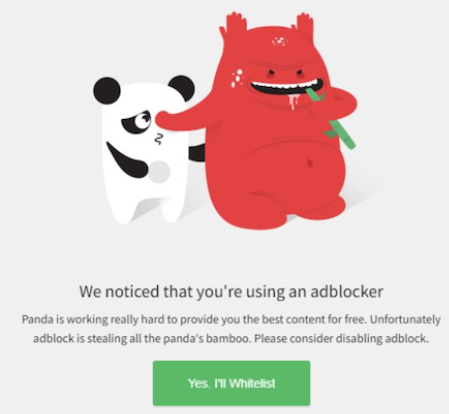 We noticed that you're using an adblocker
Panda is working really hard to provide you the best content for free. Unfortunately
adblock is stealing all the panda's bamboo. Please consider disabling adblock.
Yes. I'll Whitelist